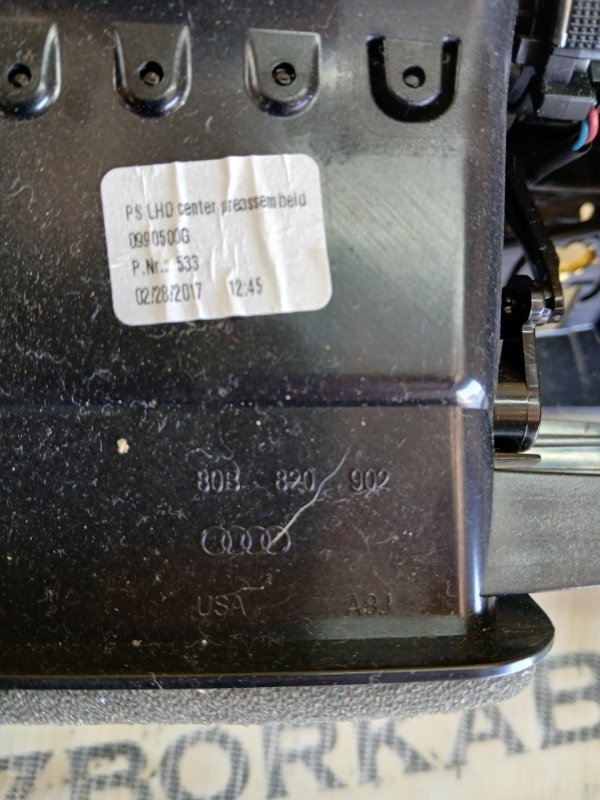 PS LHD center preassembeld
0990500G
P.Nr.: 533
02/28/2017 12:45
80B 820 902
USA A8J
ZBORKAB